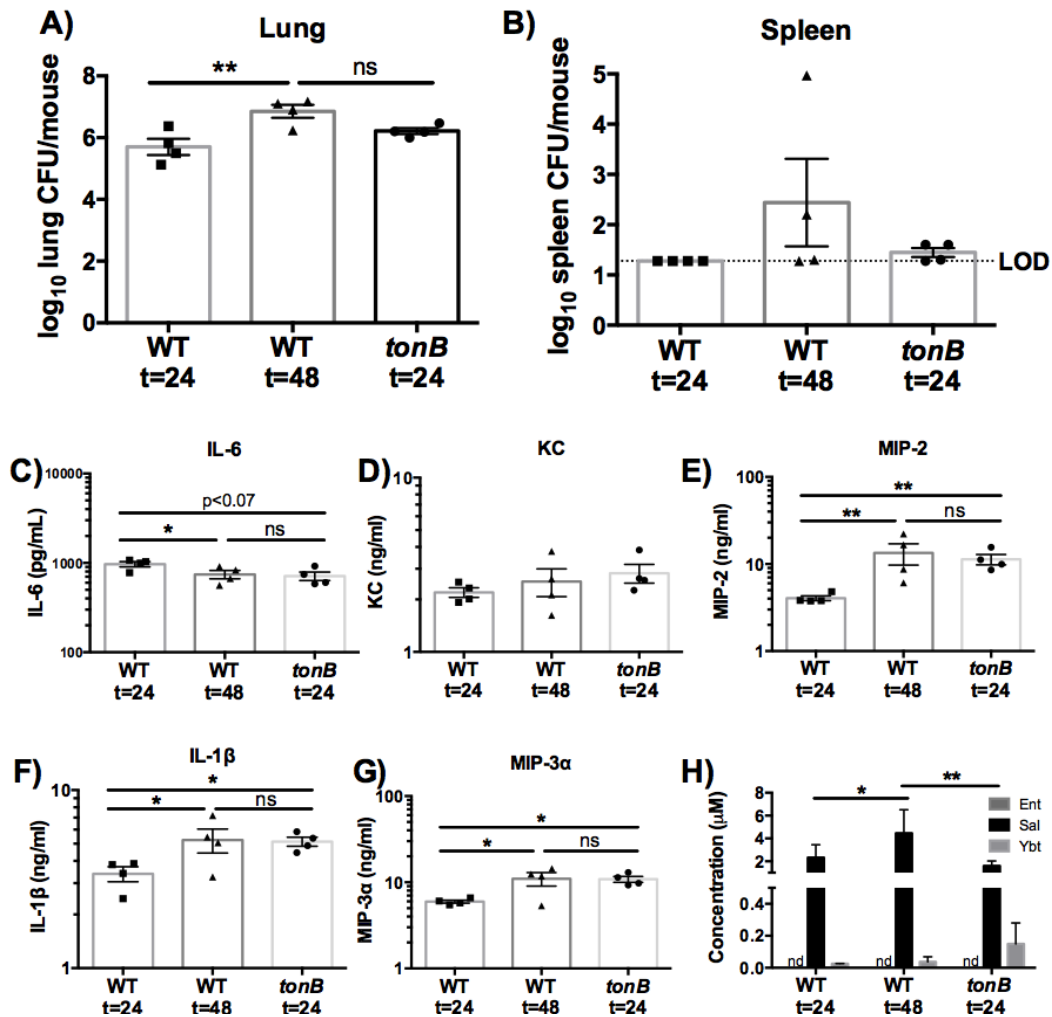 A) Lung
** ns
log10 lung CFU/mouse
8
6
4
2
0
WT t=24
WT t=48
tonB t=24
B) Spleen
log10 spleen CFU/mouse
5
4
3
2
1
0
LOD
WT t=24
WT t=48
tonB t=24
C) IL-6
p<0.07
* ns
IL-6 (pg/mL)
10000
1000
100
WT t=24
WT t=48
tonB t=24
D) KC
KC (ng/ml)
10
1
WT t=24
WT t=48
tonB t=24
E) MIP-2
**
** ns
MIP-2 (ng/ml)
100
10
1
WT t=24
WT t=48
tonB t=24
F) IL-1β
*
* ns
IL-1β (ng/ml)
10
1
WT t=24
WT t=48
tonB t=24
G) MIP-3α
*
* ns
MIP-3α (ng/ml)
100
10
1
WT t=24
WT t=48
tonB t=24
H)
* **
Ent
Sal
Ybt
Concentration (μM)
8
6
4
2
0.4
0.2
0.0
nd nd nd
WT t=24
WT t=48
tonB t=24